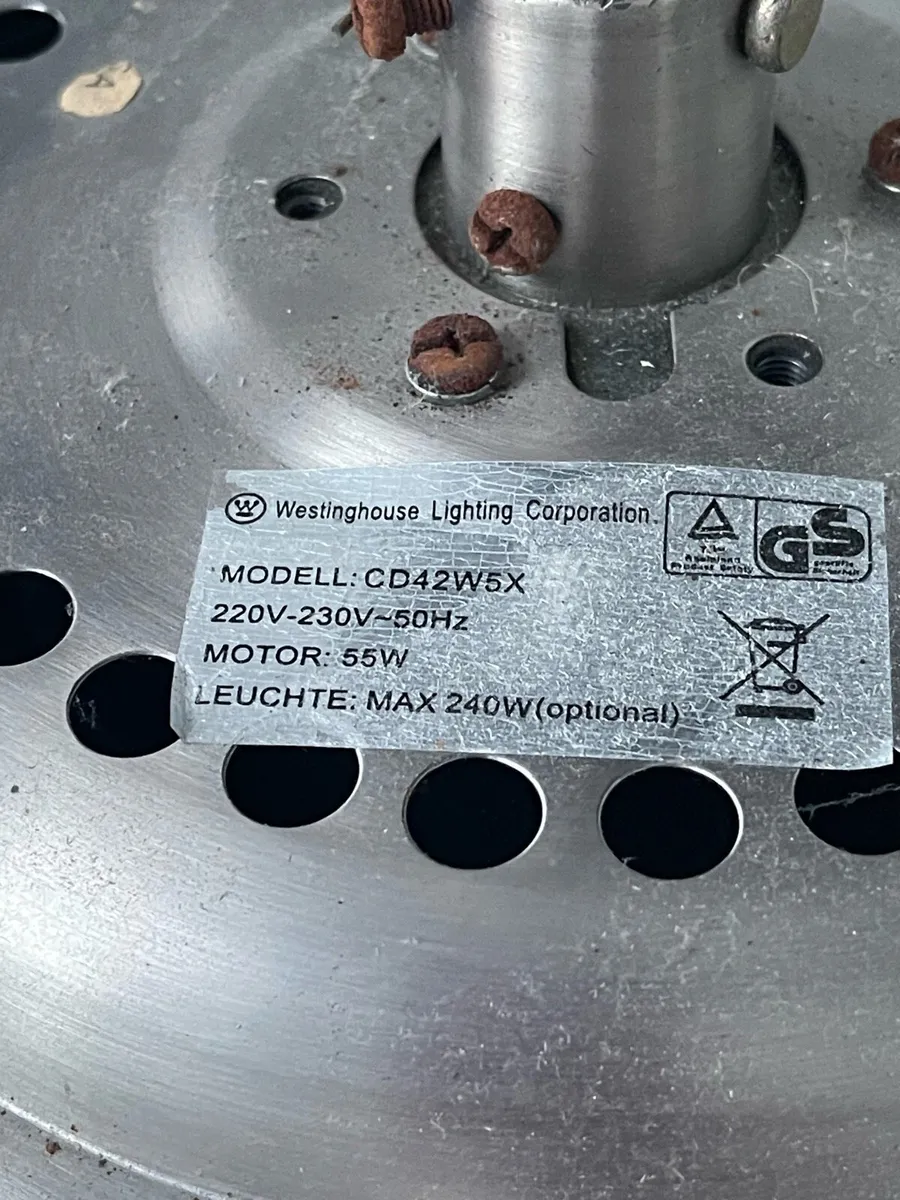 Westinghouse Lighting Corporation.
GS
MODELL: CD42W5X
220V-230V~50Hz
MOTOR: 55W
LEUCHTE: MAX 240W(optional)